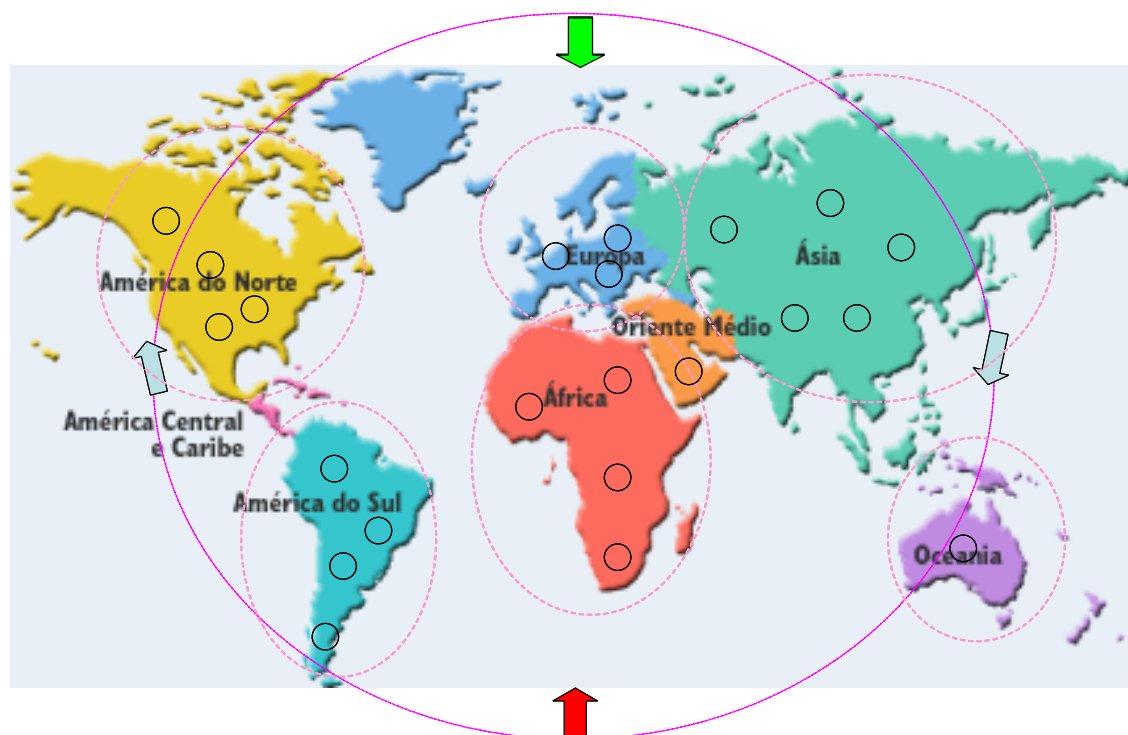 Europa
Ásia
América do Norte
Oriente Médio
África
América Central
e Caribe
América do Sul
Oceania